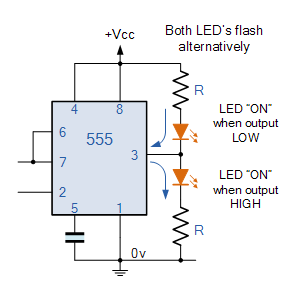 Both LED's flash
alternatively
+Vcc
4 8
R
LED "ON"
when output
LOW
6
555
3
7
LED "ON"
when output
HIGH
2
5 1
R
0v